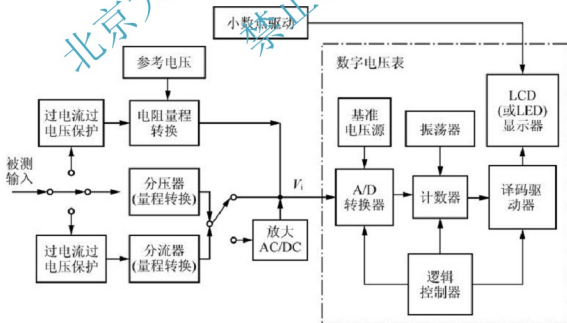 小数点驱动
北京
禁止
参考电压
数字电压表
过电流过
电压保护
电阻量程
转换
基准
电压源
振荡器
LCD
(或LED)
显示器
被测
输入
分压器
(量程转换)
Vi
A/D
转换器
计数器
译码驱
动器
过电流过
电压保护
分流器
(量程转换)
放大
AC/DC
逻辑
控制器